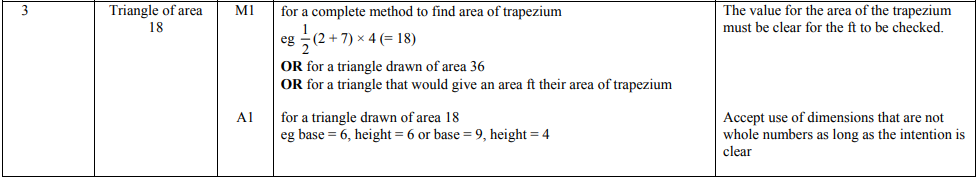 3
Triangle of area
18
M1
for a complete method to find area of trapezium
eg 1/2 (2 + 7) × 4 (= 18)
OR for a triangle drawn of area 36
OR for a triangle that would give an area ft their area of trapezium
The value for the area of the trapezium
must be clear for the ft to be checked.
A1
for a triangle drawn of area 18
eg base = 6, height = 6 or base = 9, height = 4
Accept use of dimensions that are not
whole numbers as long as the intention is
clear